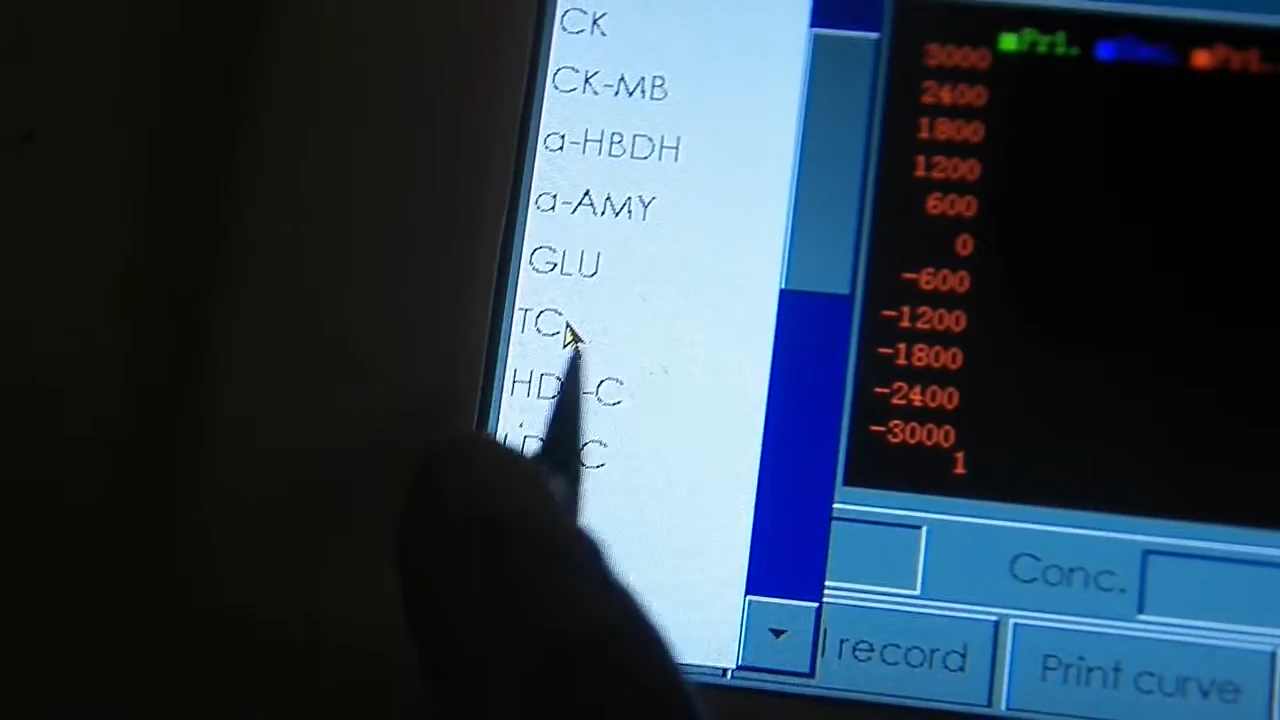 CK
CK-MB
a-HBDH
a-AMY
GLU
TC
Pri.
3000
2400
1800
1200
600
0
-600
-1200
-1800
-2400
-3000
1
Conc.
record
Print curve